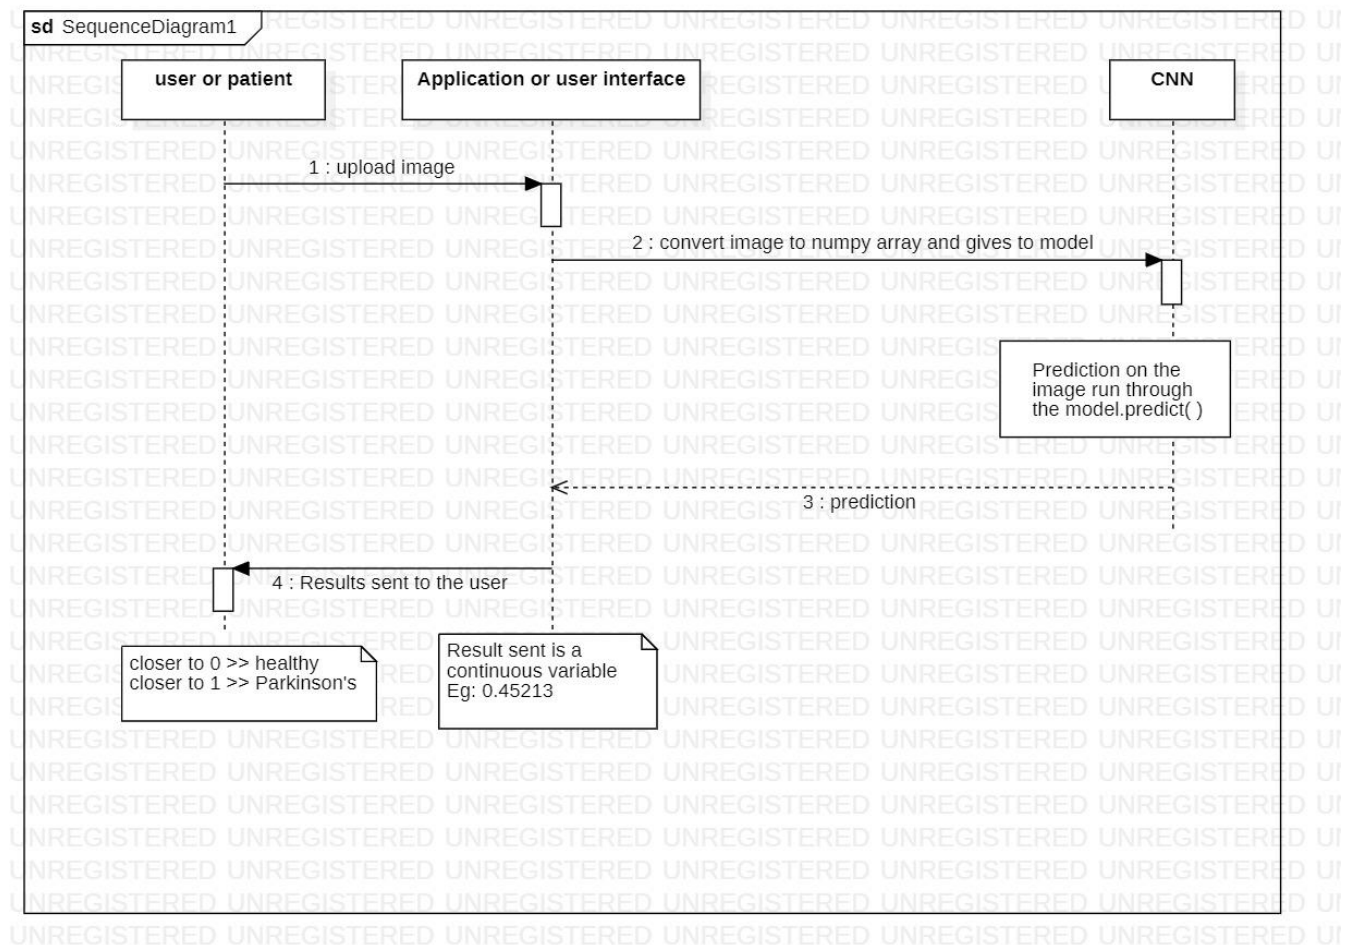 sd SequenceDiagram1
user or patient
Application or user interface
CNN
1 : upload image
2 : convert image to numpy array and gives to model
Prediction on the
image run through
the model.predict( )
3 : prediction
4 : Results sent to the user
closer to 0 >> healthy
closer to 1 >> Parkinson's
Result sent is a
continuous variable
Eg: 0.45213
UNREGISTERED